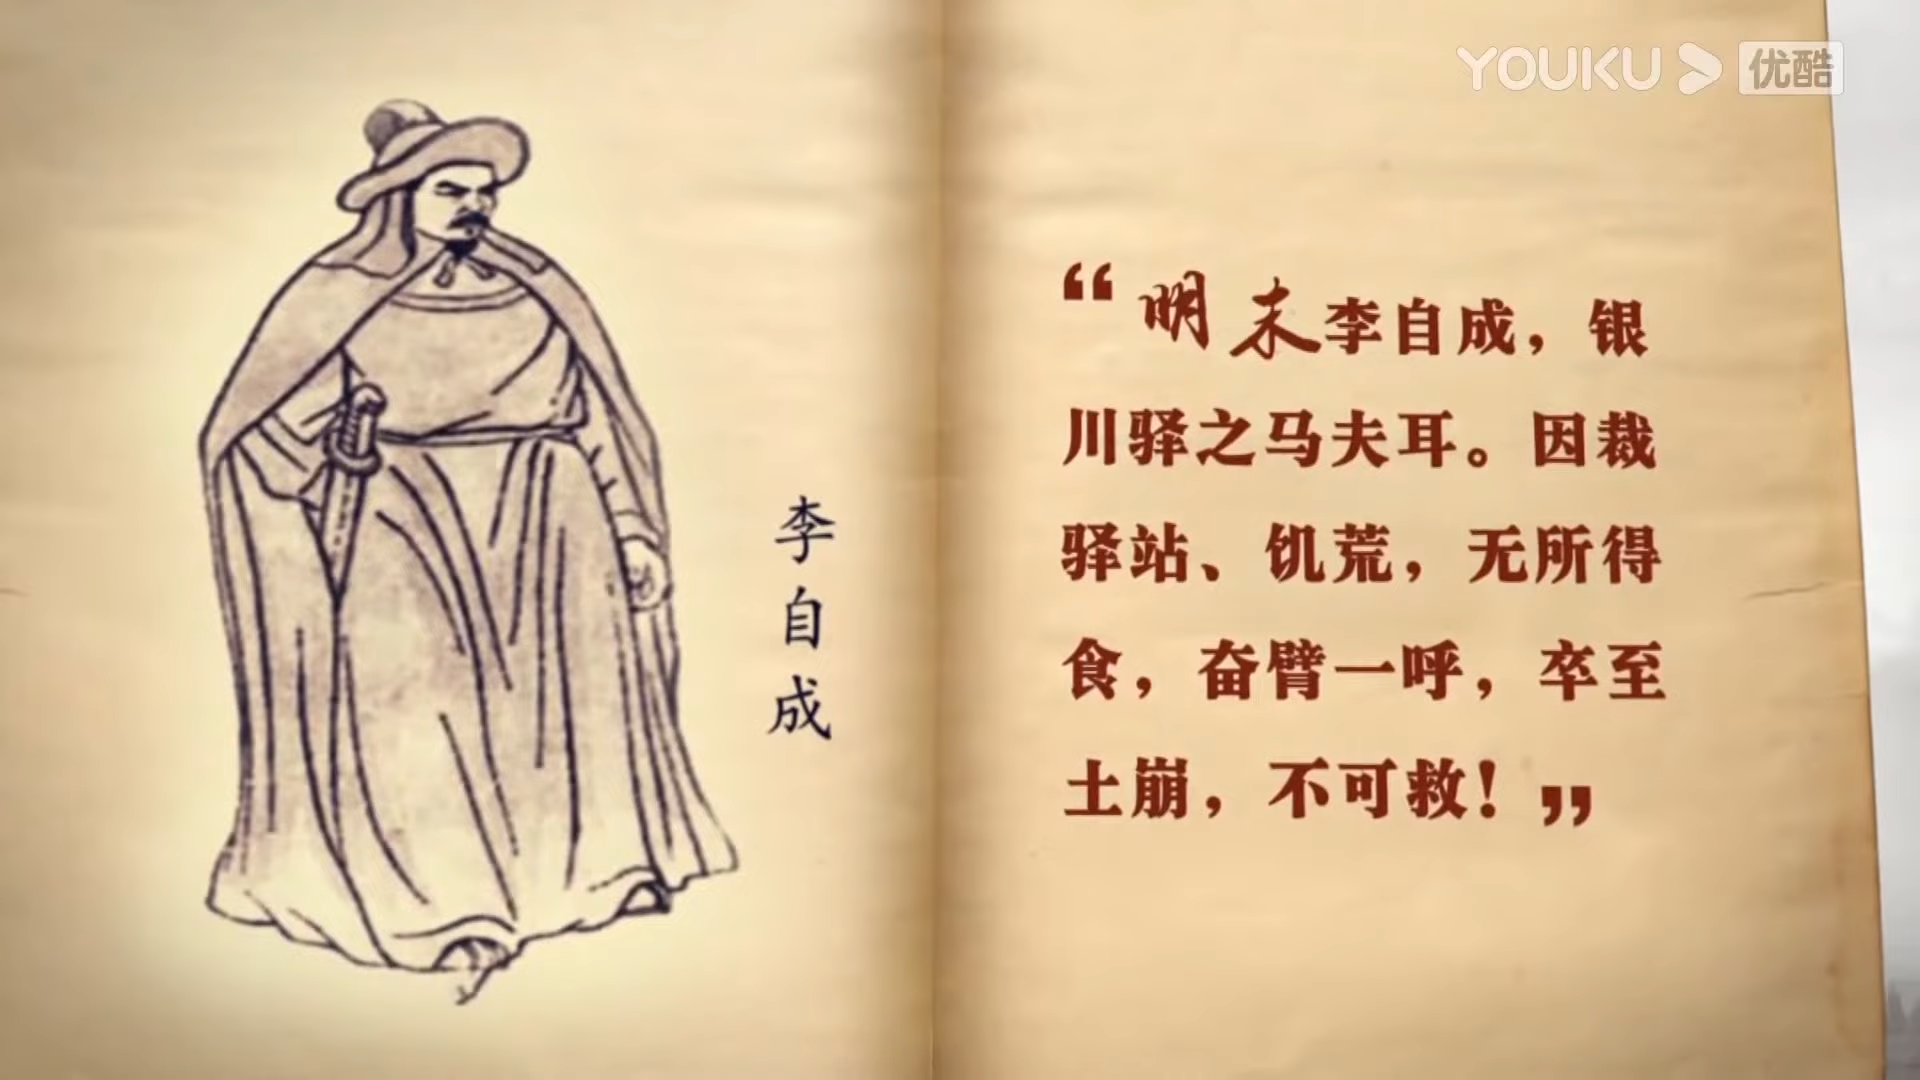 YOUKU 优酷
李自成
“明末李自成，银
川驿之马夫耳。因裁
驿站、饥荒，无所得
食，奋臂一呼，卒至
土崩，不可救！”